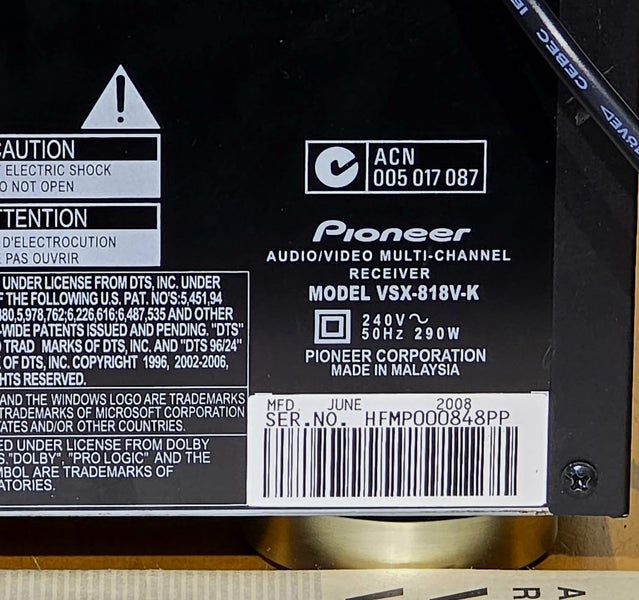 !
CAUTION
ELECTRIC SHOCK
O NOT OPEN
TTENTION
D'ELECTROCUTION
PAS OUVRIR
ACN
005 017 087
Pioneer
AUDIO/VIDEO MULTI-CHANNEL
RECEIVER
MODEL VSX-818V-K
240V～
50Hz 290W
PIONEER CORPORATION
MADE IN MALAYSIA
UNDER LICENSE FROM DTS, INC. UNDER
OF THE FOLLOWING U.S. PAT. NO'S:5,451,94
380,5,978,762;6,226,616;6,487,535 AND OTHER
-WIDE PATENTS ISSUED AND PENDING. "DTS"
TRAD MARKS OF DTS, INC. AND "DTS 96/24"
OF DTS, INC. COPYRIGHT 1996, 2002-2006,
HTS RESERVED.
AND THE WINDOWS LOGO ARE TRADEMARKS
TRADEMARKS OF MICROSOFT CORPORATION
TATES AND/OR OTHER COUNTRIES.
ED UNDER LICENSE FROM DOLBY
S."DOLBY", "PRO LOGIC" AND THE
MBOL ARE TRADEMARKS OF
ATORIES.
MFD JUNE 2008
SER.NO. HFMP000848PP
CEBEC